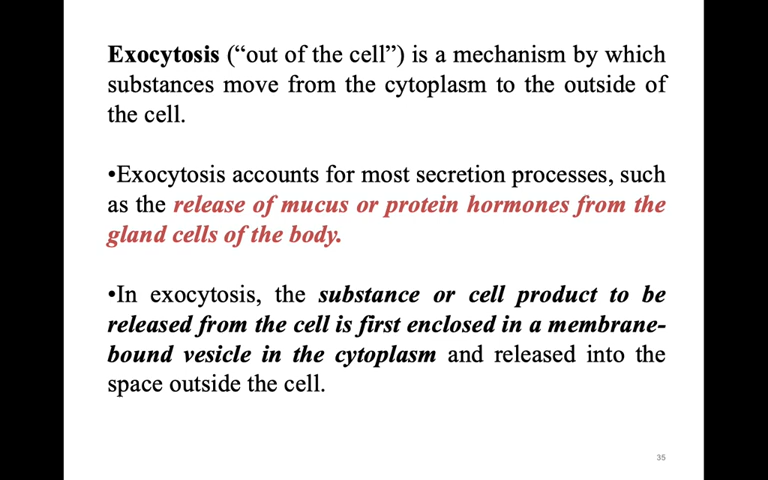 Exocytosis (“out of the cell”) is a mechanism by which
substances move from the cytoplasm to the outside of
the cell.
•Exocytosis accounts for most secretion processes, such
as the release of mucus or protein hormones from the
gland cells of the body.
•In exocytosis, the substance or cell product to be
released from the cell is first enclosed in a membrane-
bound vesicle in the cytoplasm and released into the
space outside the cell.
35